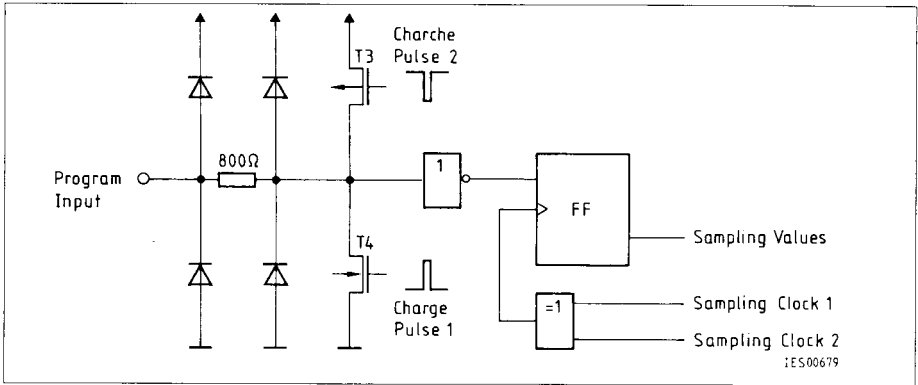 Charche
Pulse 2
T3
800Ω
Program
Input
1
FF
Sampling Values
T4
Charge
Pulse 1
=1
Sampling Clock 1
Sampling Clock 2
IES00679